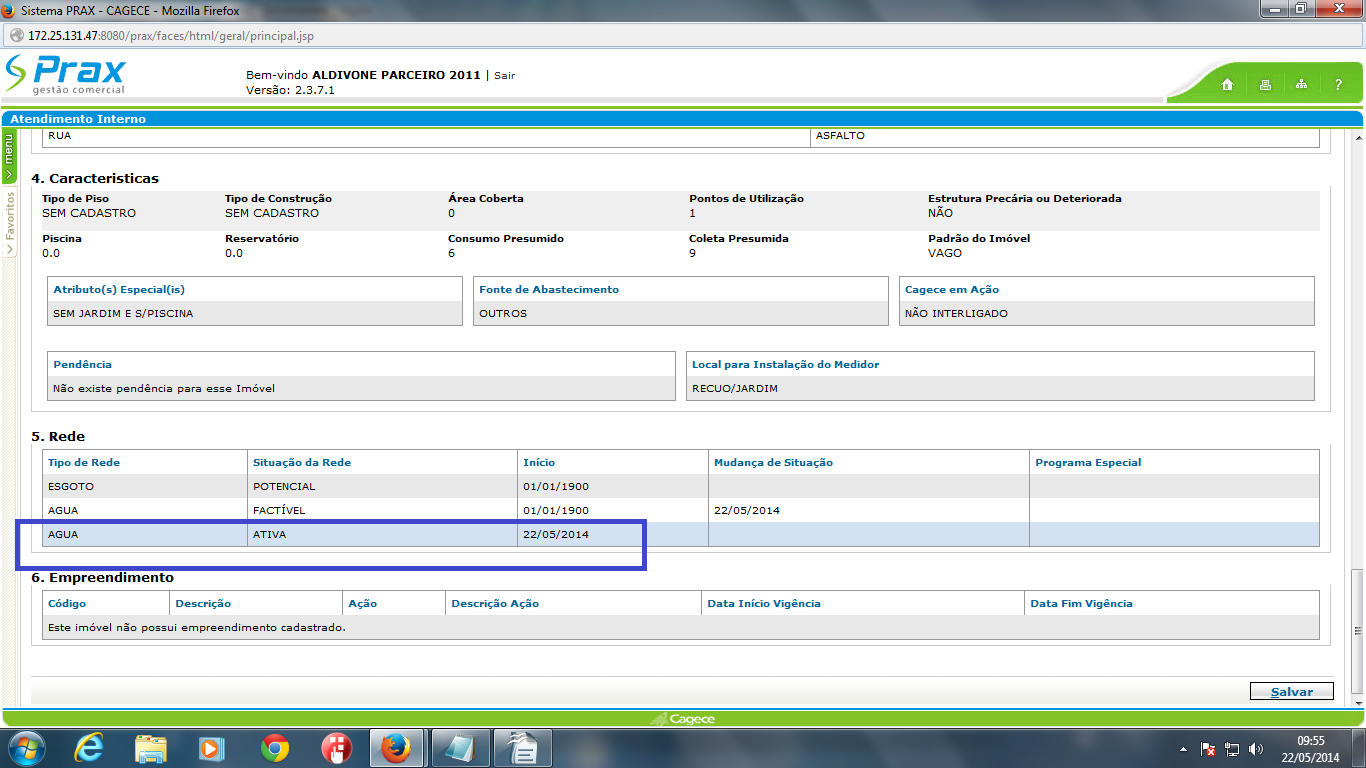 Sistema PRAX - CAGECE - Mozilla Firefox
172.25.131.47:8080/prax/faces/html/geral/principal.jsp
Prax
gestão comercial
Bem-vindo ALDIVONE PARCEIRO 2011 | Sair
Versão: 2.3.7.1
?
Atendimento Interno
menu
Favoritos
RUA ASFALTO
4. Caracteristicas
Tipo de Piso Tipo de Construção Área Coberta Pontos de Utilização Estrutura Precária ou Deteriorada
SEM CADASTRO SEM CADASTRO 0 1 NÃO
Piscina Reservatório Consumo Presumido Coleta Presumida Padrão do Imóvel
0.0 0.0 6 9 VAGO
Atributo(s) Especial(is) Fonte de Abastecimento Cagece em Ação
SEM JARDIM E S/PISCINA OUTROS NÃO INTERLIGADO
Pendência Local para Instalação do Medidor
Não existe pendência para esse Imóvel RECUO/JARDIM
5. Rede
Tipo de Rede Situação da Rede Início Mudança de Situação Programa Especial
ESGOTO POTENCIAL 01/01/1900
AGUA FACTÍVEL 01/01/1900 22/05/2014
AGUA ATIVA 22/05/2014
6. Empreendimento
Código Descrição Ação Descrição Ação Data Início Vigência Data Fim Vigência
Este imóvel não possui empreendimento cadastrado.
Salvar
Cagece
09:55
22/05/2014